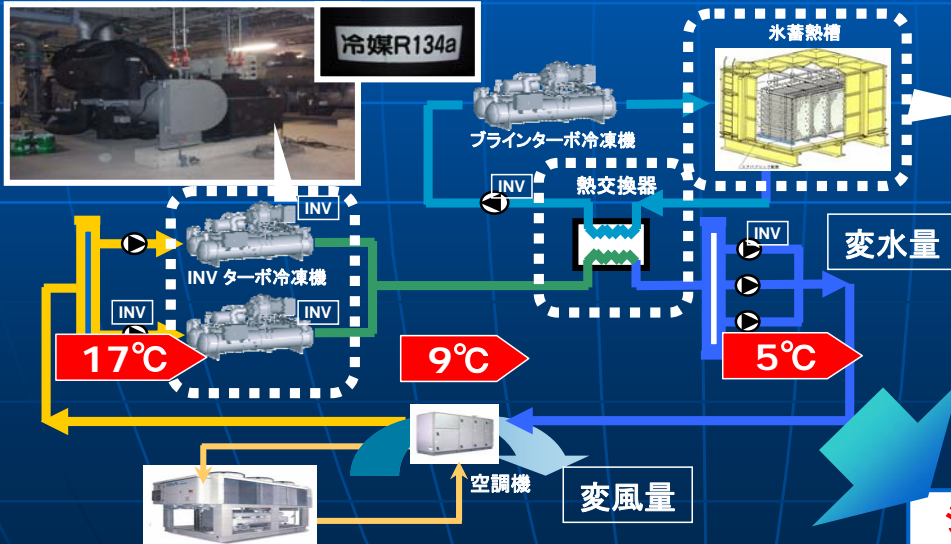 冷媒R134a
氷蓄熱槽
ブラインターボ冷凍機
INV
熱交換器
INV
INV
変水量
INV ターボ冷凍機
INV
INV
17℃
9℃
5℃
空調機
変風量